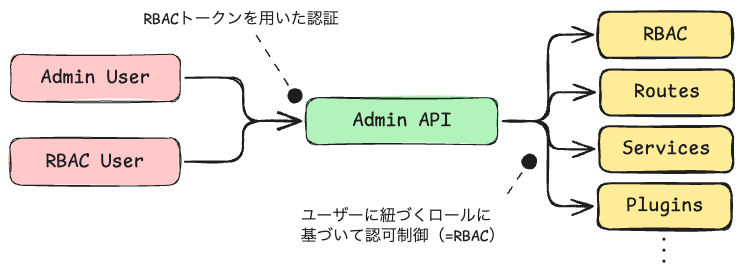 RBACトークンを用いた認証
Admin User
RBAC User
Admin API
RBAC
Routes
Services
Plugins
ユーザーに紐づくロールに
基づいて認可制御（=RBAC）